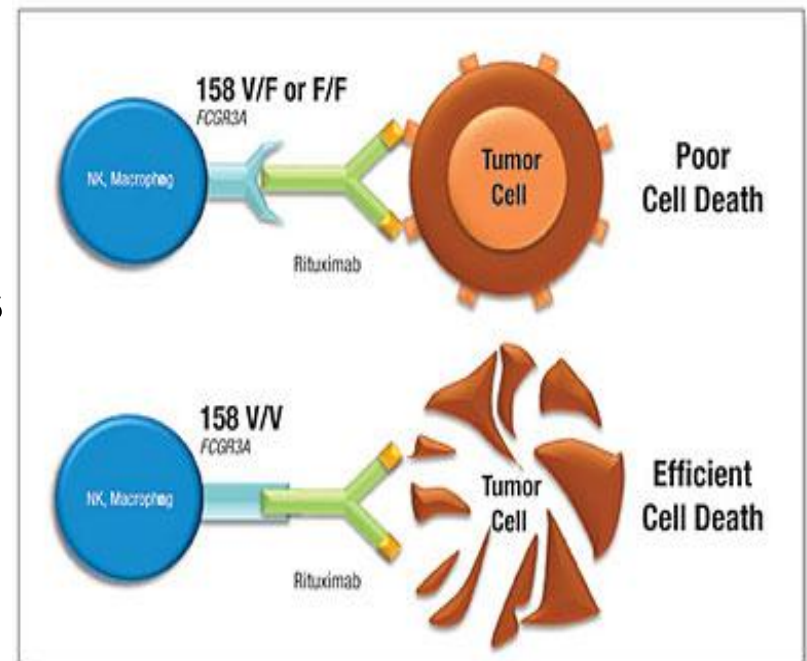 158 V/F or F/F
FCGR3A
NK, Macrophag
Tumor
Cell
Poor
Cell Death
Rituximab
158 V/V
FCGR3A
NK, Macrophag
Tumor
Cell
Efficient
Cell Death
Rituximab